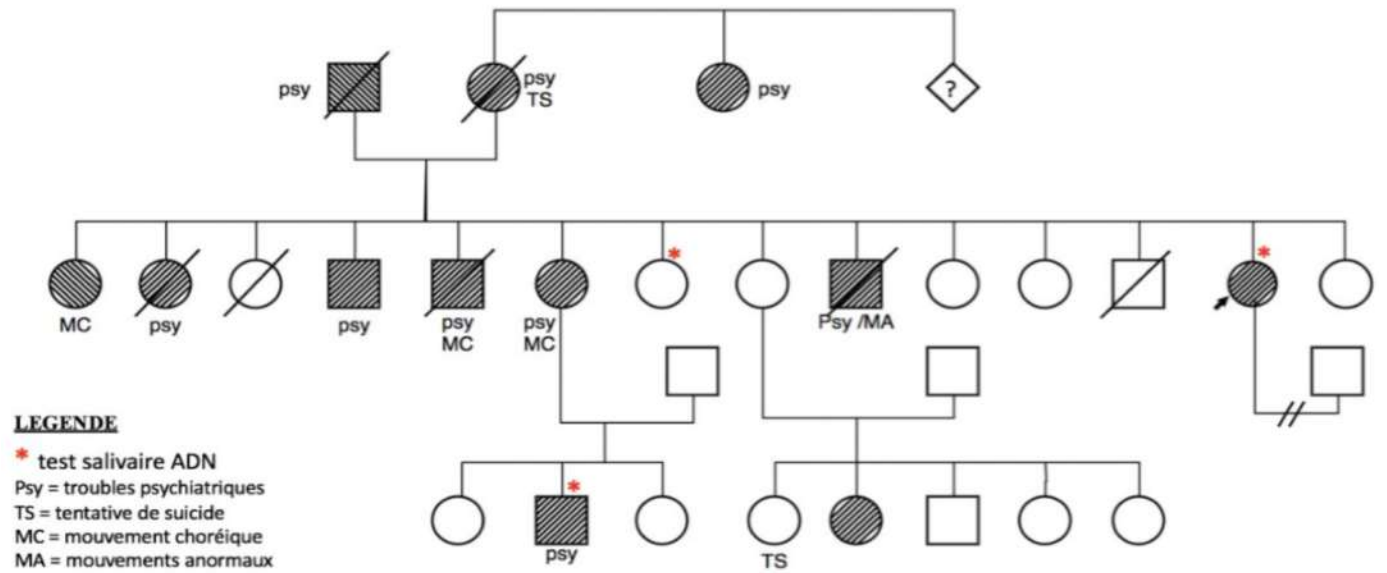 psy
psy
TS
psy
?
*
*
MC
psy
psy
psy
MC
psy
MC
Psy /MA
LEGENDE
* test salivaire ADN
Psy = troubles psychiatriques
TS = tentative de suicide
MC = mouvement choréique
MA = mouvements anormaux
*
psy
TS